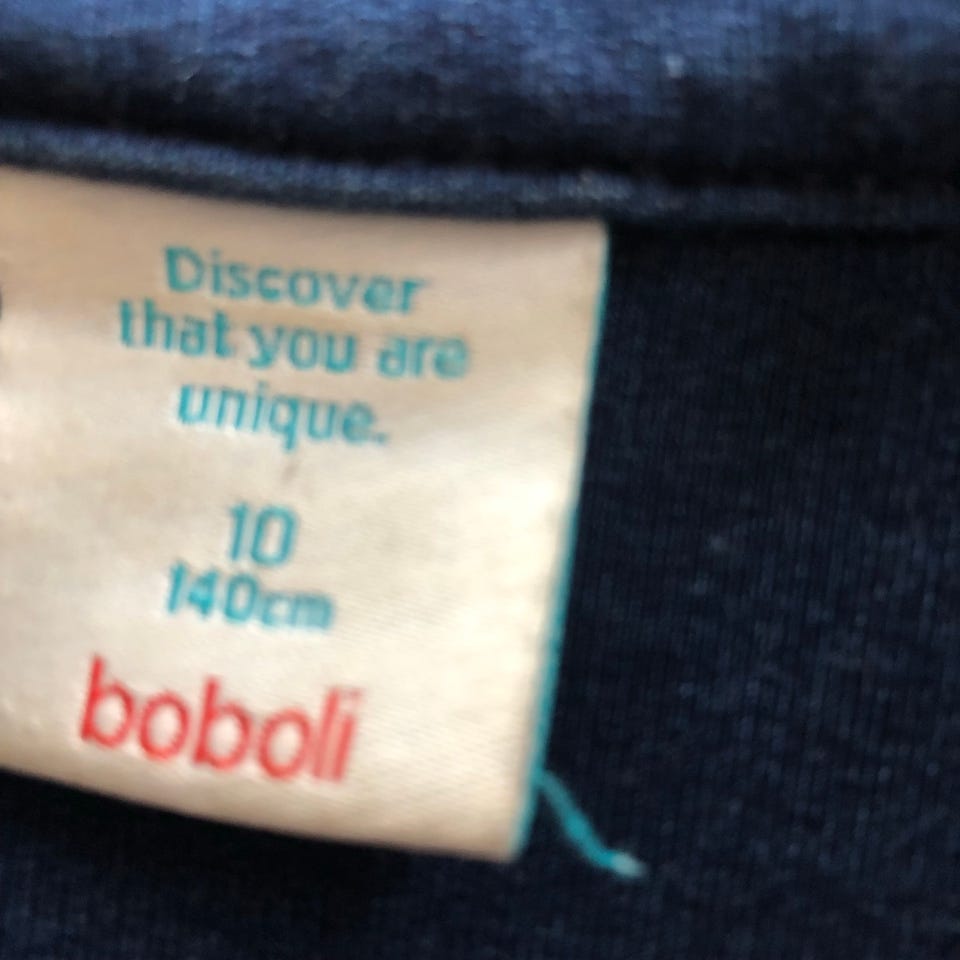 Discover
that you are
unique.
10
140cm
boboli